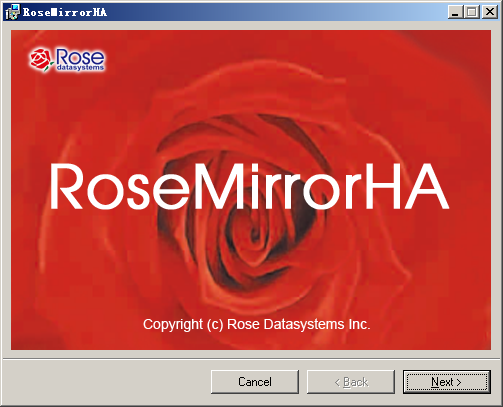 RoseMirrorHA
Rose
datasystems
RoseMirrorHA
Copyright (c) Rose Datasystems Inc.
Cancel
< Back
Next >